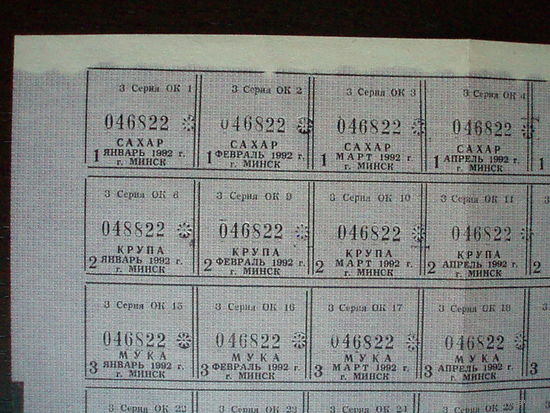 3 Серия ОК 1
046822
САХАР
1 ЯНВАРЬ 1992 г.
г. МИНСК
3 Серия ОК 2
046822
САХАР
1 ФЕВРАЛЬ 1992 г.
г. МИНСК
3 Серия ОК 3
046822
САХАР
1 МАРТ 1992 г.
г. МИНСК
3 Серия ОК 4
046822
САХАР
1 АПРЕЛЬ 1992 г.
г. МИНСК
3 Серия ОК 8
048822
КРУПА
2 ЯНВАРЬ 1992 г.
г. МИНСК
3 Серия ОК 9
046822
КРУПА
2 ФЕВРАЛЬ 1992 г.
г. МИНСК
3 Серия ОК 10
046822
КРУПА
2 МАРТ 1992 г.
г. МИНСК
3 Серия ОК 11
046822
КРУПА
2 АПРЕЛЬ 1992 г.
г. МИНСК
3 Серия ОК 15
046822
МУКА
3 ЯНВАРЬ 1992 г.
г. МИНСК
3 Серия ОК 16
046822
МУКА
3 ФЕВРАЛЬ 1992 г.
г. МИНСК
3 Серия ОК 17
046822
МУКА
3 МАРТ 1992 г.
г. МИНСК
3 Серия ОК 18
046822
МУКА
3 АПРЕЛЬ 1992 г.
г. МИНСК